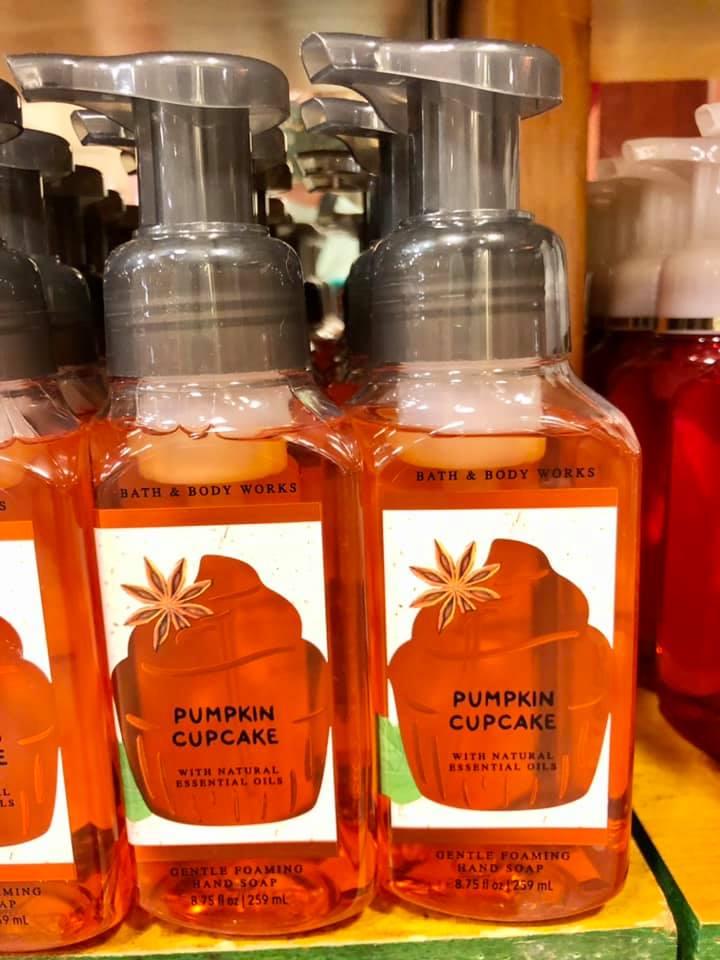 BATH & BODY WORKS
PUMPKIN
CUPCAKE
WITH NATURAL
ESSENTIAL OILS
GENTLE FOAMING
HAND SOAP
8.75 fl oz | 259 mL
BATH & BODY WORKS
PUMPKIN
CUPCAKE
WITH NATURAL
ESSENTIAL OILS
GENTLE FOAMING
HAND SOAP
8.75 fl oz | 259 mL